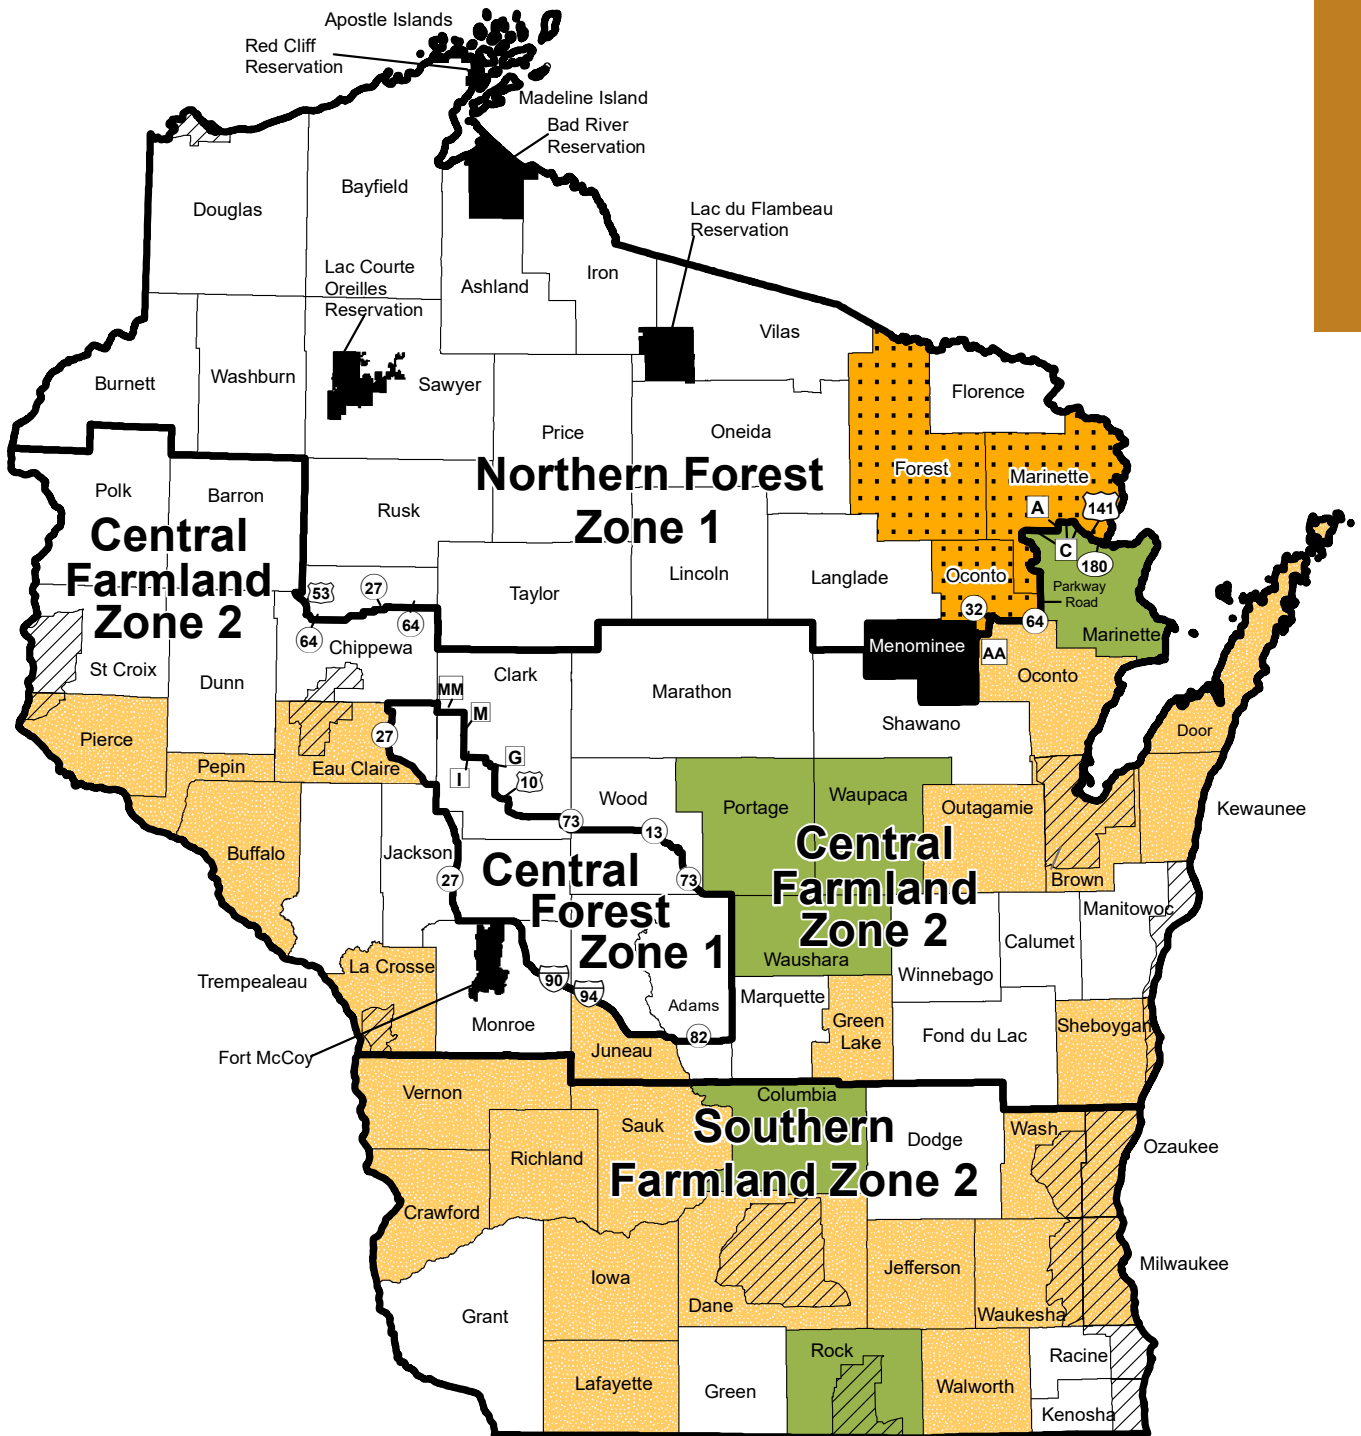 Apostle Islands
Red Cliff
Reservation
Madeline Island
Bad River
Reservation
Bayfield
Douglas
Lac du Flambeau
Reservation
Lac Courte
Oreilles
Reservation
Iron
Ashland
Vilas
Burnett
Washburn
Sawyer
Florence
Price
Oneida
Forest
Marinette
Northern Forest
Zone 1
Polk
Barron
Rusk
A
141
C
180
Central
Farmland
Zone 2
53
27
64
64
Taylor
Lincoln
Langlade
Oconto
32
64
Parkway
Road
Marinette
St Croix
Dunn
Chippewa
Clark
Marathon
Menominee
AA
Oconto
Shawano
MM
M
27
G
I
10
Pierce
Pepin
Eau Claire
Door
Wood
Portage
Waupaca
Outagamie
Kewaunee
73
13
Buffalo
Jackson
27
73
Central
Forest
Zone 1
Central
Farmland
Zone 2
Brown
Manitowoc
Calumet
Waushara
Winnebago
Trempealeau
La Crosse
90
94
Adams
Marquette
Monroe
82
Green
Lake
Fond du Lac
Sheboygan
Fort McCoy
Juneau
Vernon
Columbia
Sauk
Southern
Farmland Zone 2
Dodge
Wash.
Ozaukee
Richland
Crawford
Iowa
Dane
Jefferson
Waukesha
Milwaukee
Grant
Rock
Racine
Lafayette
Green
Walworth
Kenosha